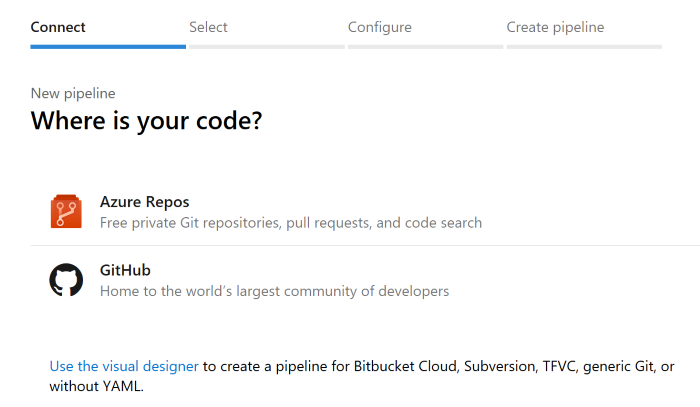 Connect Select Configure Create pipeline
New pipeline
Where is your code?
Azure Repos
Free private Git repositories, pull requests, and code search
GitHub
Home to the world's largest community of developers
Use the visual designer to create a pipeline for Bitbucket Cloud, Subversion, TFVC, generic Git, or
without YAML.